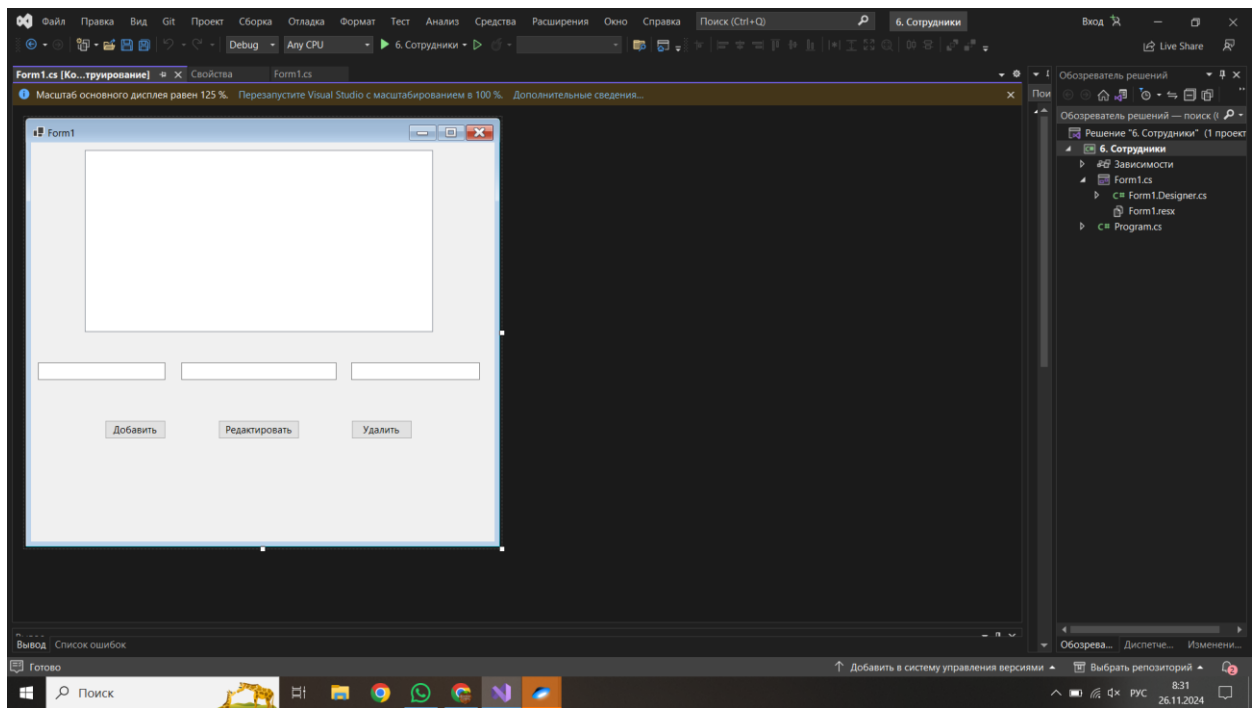 Файл Правка Вид Git Проект Сборка Отладка Формат Тест Анализ Средства Расширения Окно Справка Поиск (Ctrl+Q) 6. Сотрудники Вход
Debug Any CPU 6. Сотрудники Live Share
Form1.cs [Ко...труирование] Свойства Form1.cs
Масштаб основного дисплея равен 125 %. Перезапустите Visual Studio с масштабированием в 100 %. Дополнительные сведения...
Form1
Добавить Редактировать Удалить
Пои
Обозреватель решений
Обозреватель решений — поиск (
Решение "6. Сотрудники" (1 проект
6. Сотрудники
Зависимости
Form1.cs
C# Form1.Designer.cs
Form1.resx
C# Program.cs
Вывод Список ошибок
Обозрева... Диспетче... Изменени...
Готово Добавить в систему управления версиями Выбрать репозиторий 2
Поиск РУС 8:31
26.11.2024